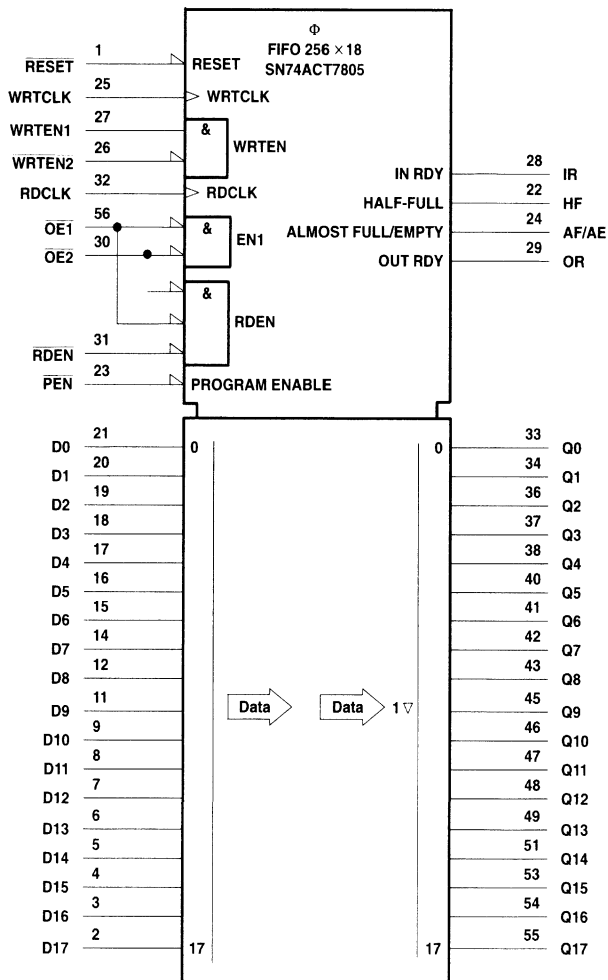 Φ
FIFO 256 × 18
SN74ACT7805
RESET 1 RESET
WRTCLK 25 WRTCLK
WRTEN1 27 &
WRTEN
WRTEN2 26
RDCLK 32 RDCLK
OE1 56 &
EN1
OE2 30
&
RDEN
RDEN 31
PEN 23 PROGRAM ENABLE
IN RDY 28 IR
HALF-FULL 22 HF
ALMOST FULL/EMPTY 24 AF/AE
OUT RDY 29 OR
D0 21 0 0 33 Q0
D1 20 34 Q1
D2 19 36 Q2
D3 18 37 Q3
D4 17 38 Q4
D5 16 40 Q5
D6 15 41 Q6
D7 14 42 Q7
D8 12 43 Q8
D9 11 Data Data 1 ▽ 45 Q9
D10 9 46 Q10
D11 8 47 Q11
D12 7 48 Q12
D13 6 49 Q13
D14 5 51 Q14
D15 4 53 Q15
D16 3 54 Q16
D17 2 17 17 55 Q17